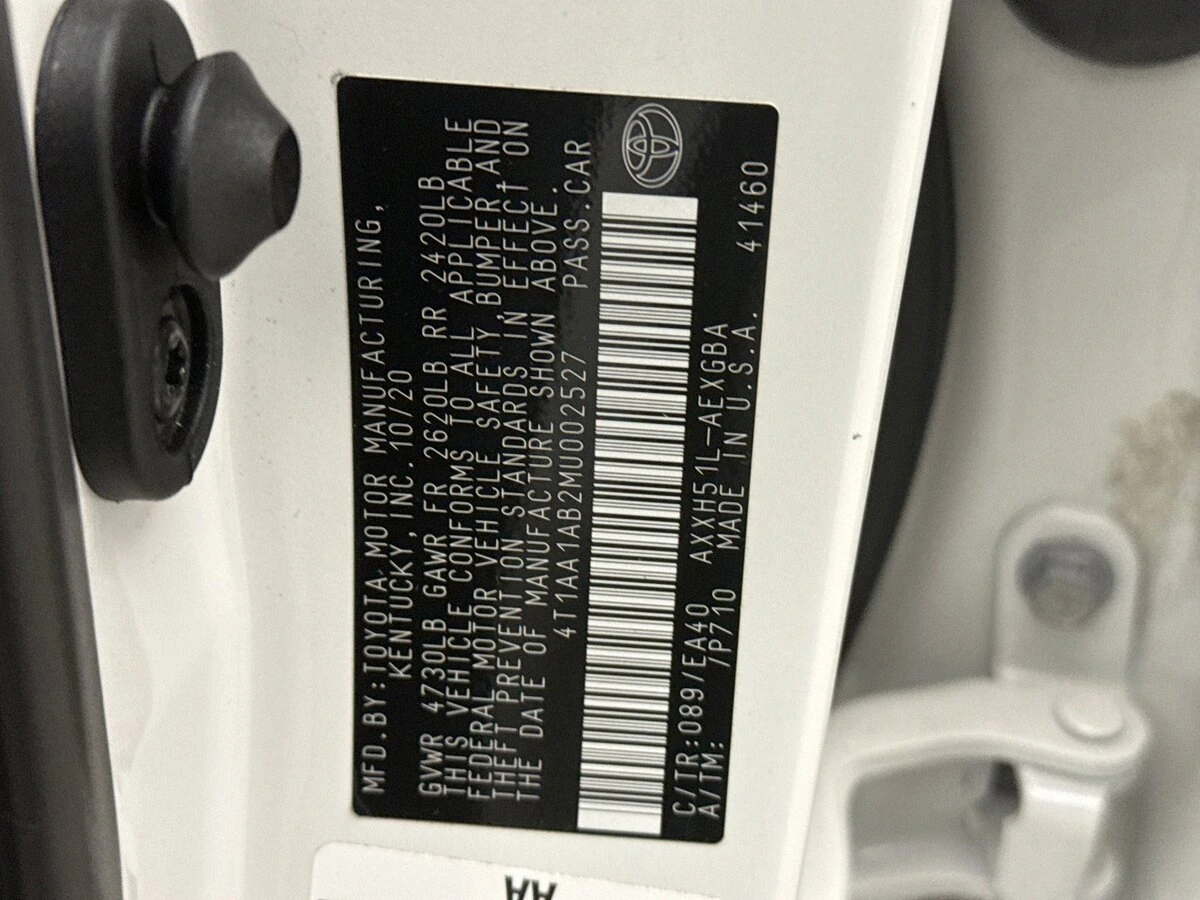 MFD.BY:TOYOTA MOTOR MANUFACTURING,
KENTUCKY,INC.10/20
GVWR 4730LB GAWR FR 2620LB RR 2420LB
THIS VEHICLE CONFORMS TO ALL APPLICABLE
FEDERAL MOTOR VEHICLE SAFETY,BUMPER,AND
THEFT PREVENTION STANDARDS IN EFFECT ON
THE DATE OF MANUFACTURE SHOWN ABOVE.
4T1AA1AB2MU002527 PASS.CAR
C/TR:089/EA40 AXXH51L-AEXGBA
A/TM: /P710 MADE IN U.S.A. 41460
AA